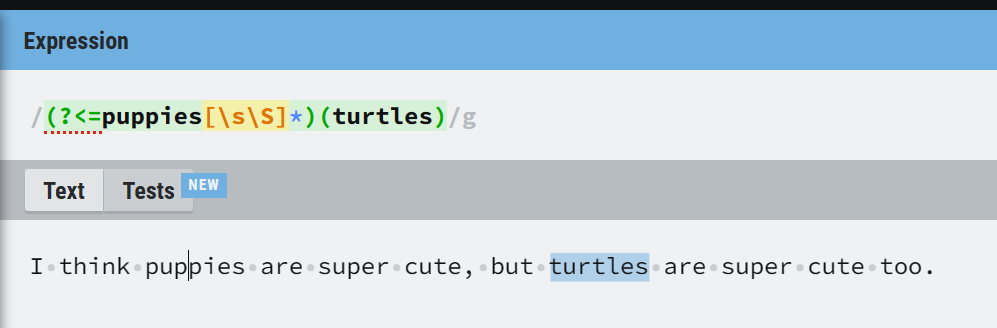 Expression
/(?<=puppies[\s\S]*)(turtles)/g
Text Tests NEW
I think puppies are super cute, but turtles are super cute too.